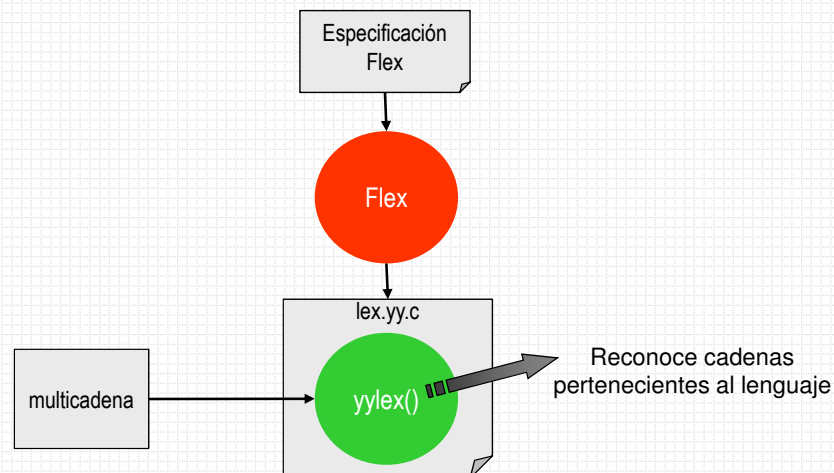 Especificación
Flex
Flex
lex.yy.c
multicadena
yylex()
Reconoce cadenas
pertenecientes al lenguaje